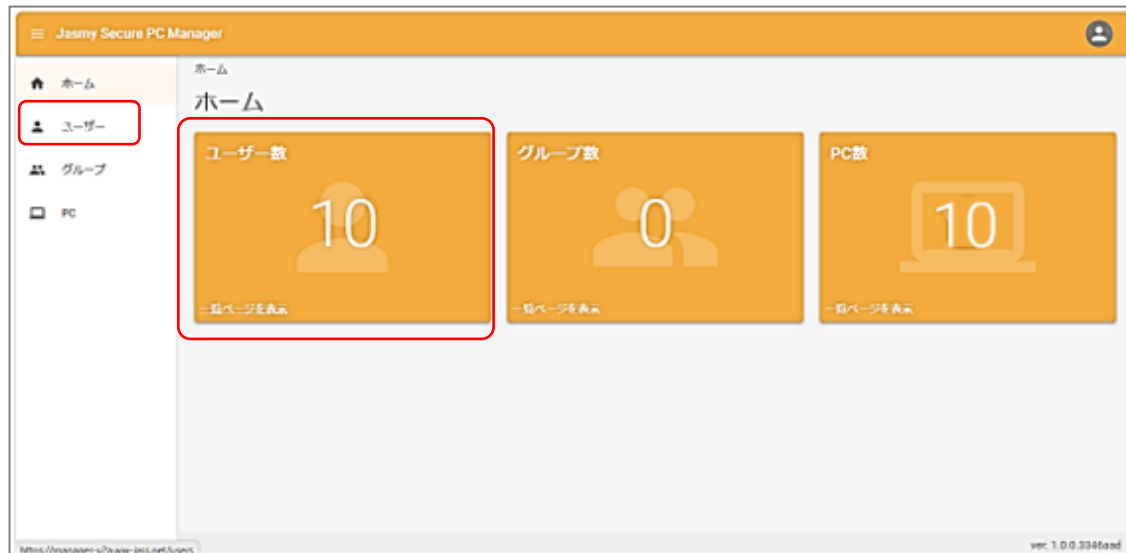 Jasmy Secure PC Manager
ホーム
ユーザー
グループ
PC
ホーム
ホーム
ユーザー数
10
一覧ページを表示
グループ数
0
一覧ページを表示
PC数
10
一覧ページを表示
ver: 1.0.0.3346aad